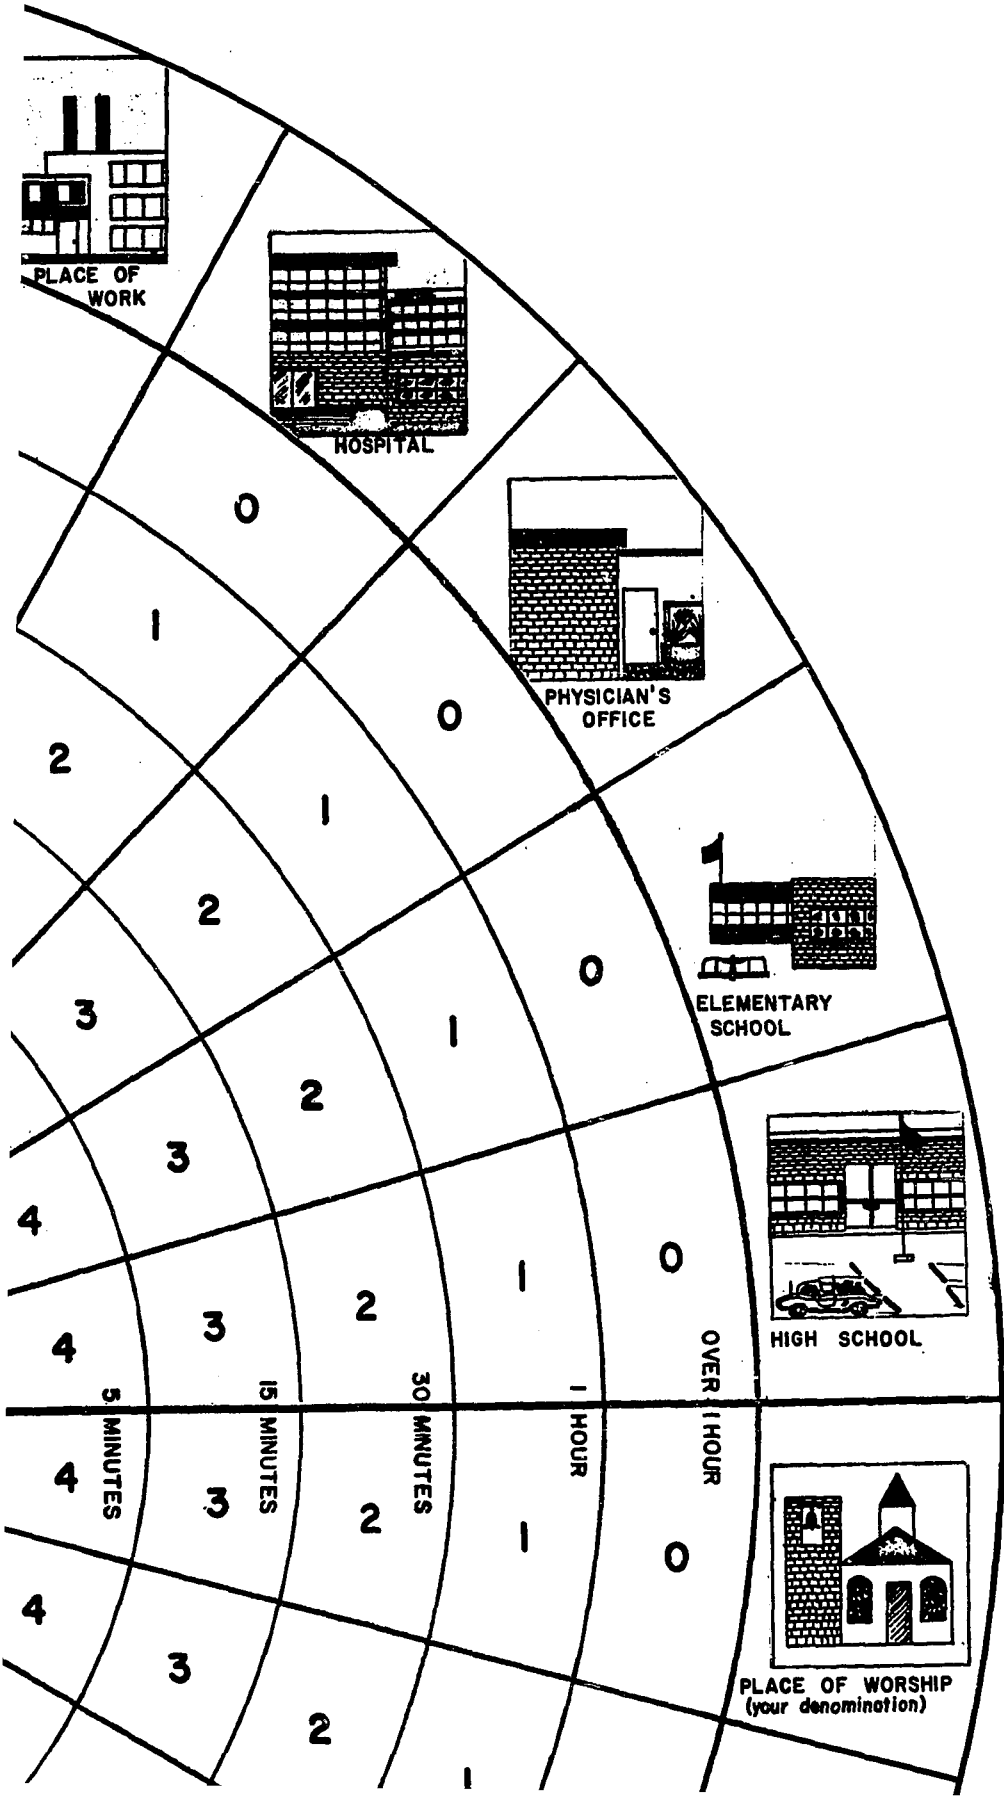 PLACE OF
WORK
HOSPITAL
0
1
2
PHYSICIAN'S
OFFICE
0
1
2
3
ELEMENTARY
SCHOOL
0
1
2
3
4
HIGH SCHOOL
0
1
2
3
4
5 MINUTES
15 MINUTES
30 MINUTES
1 HOUR
OVER 1 HOUR
4
3
2
1
0
PLACE OF WORSHIP
(your denomination)
4
3
2
1